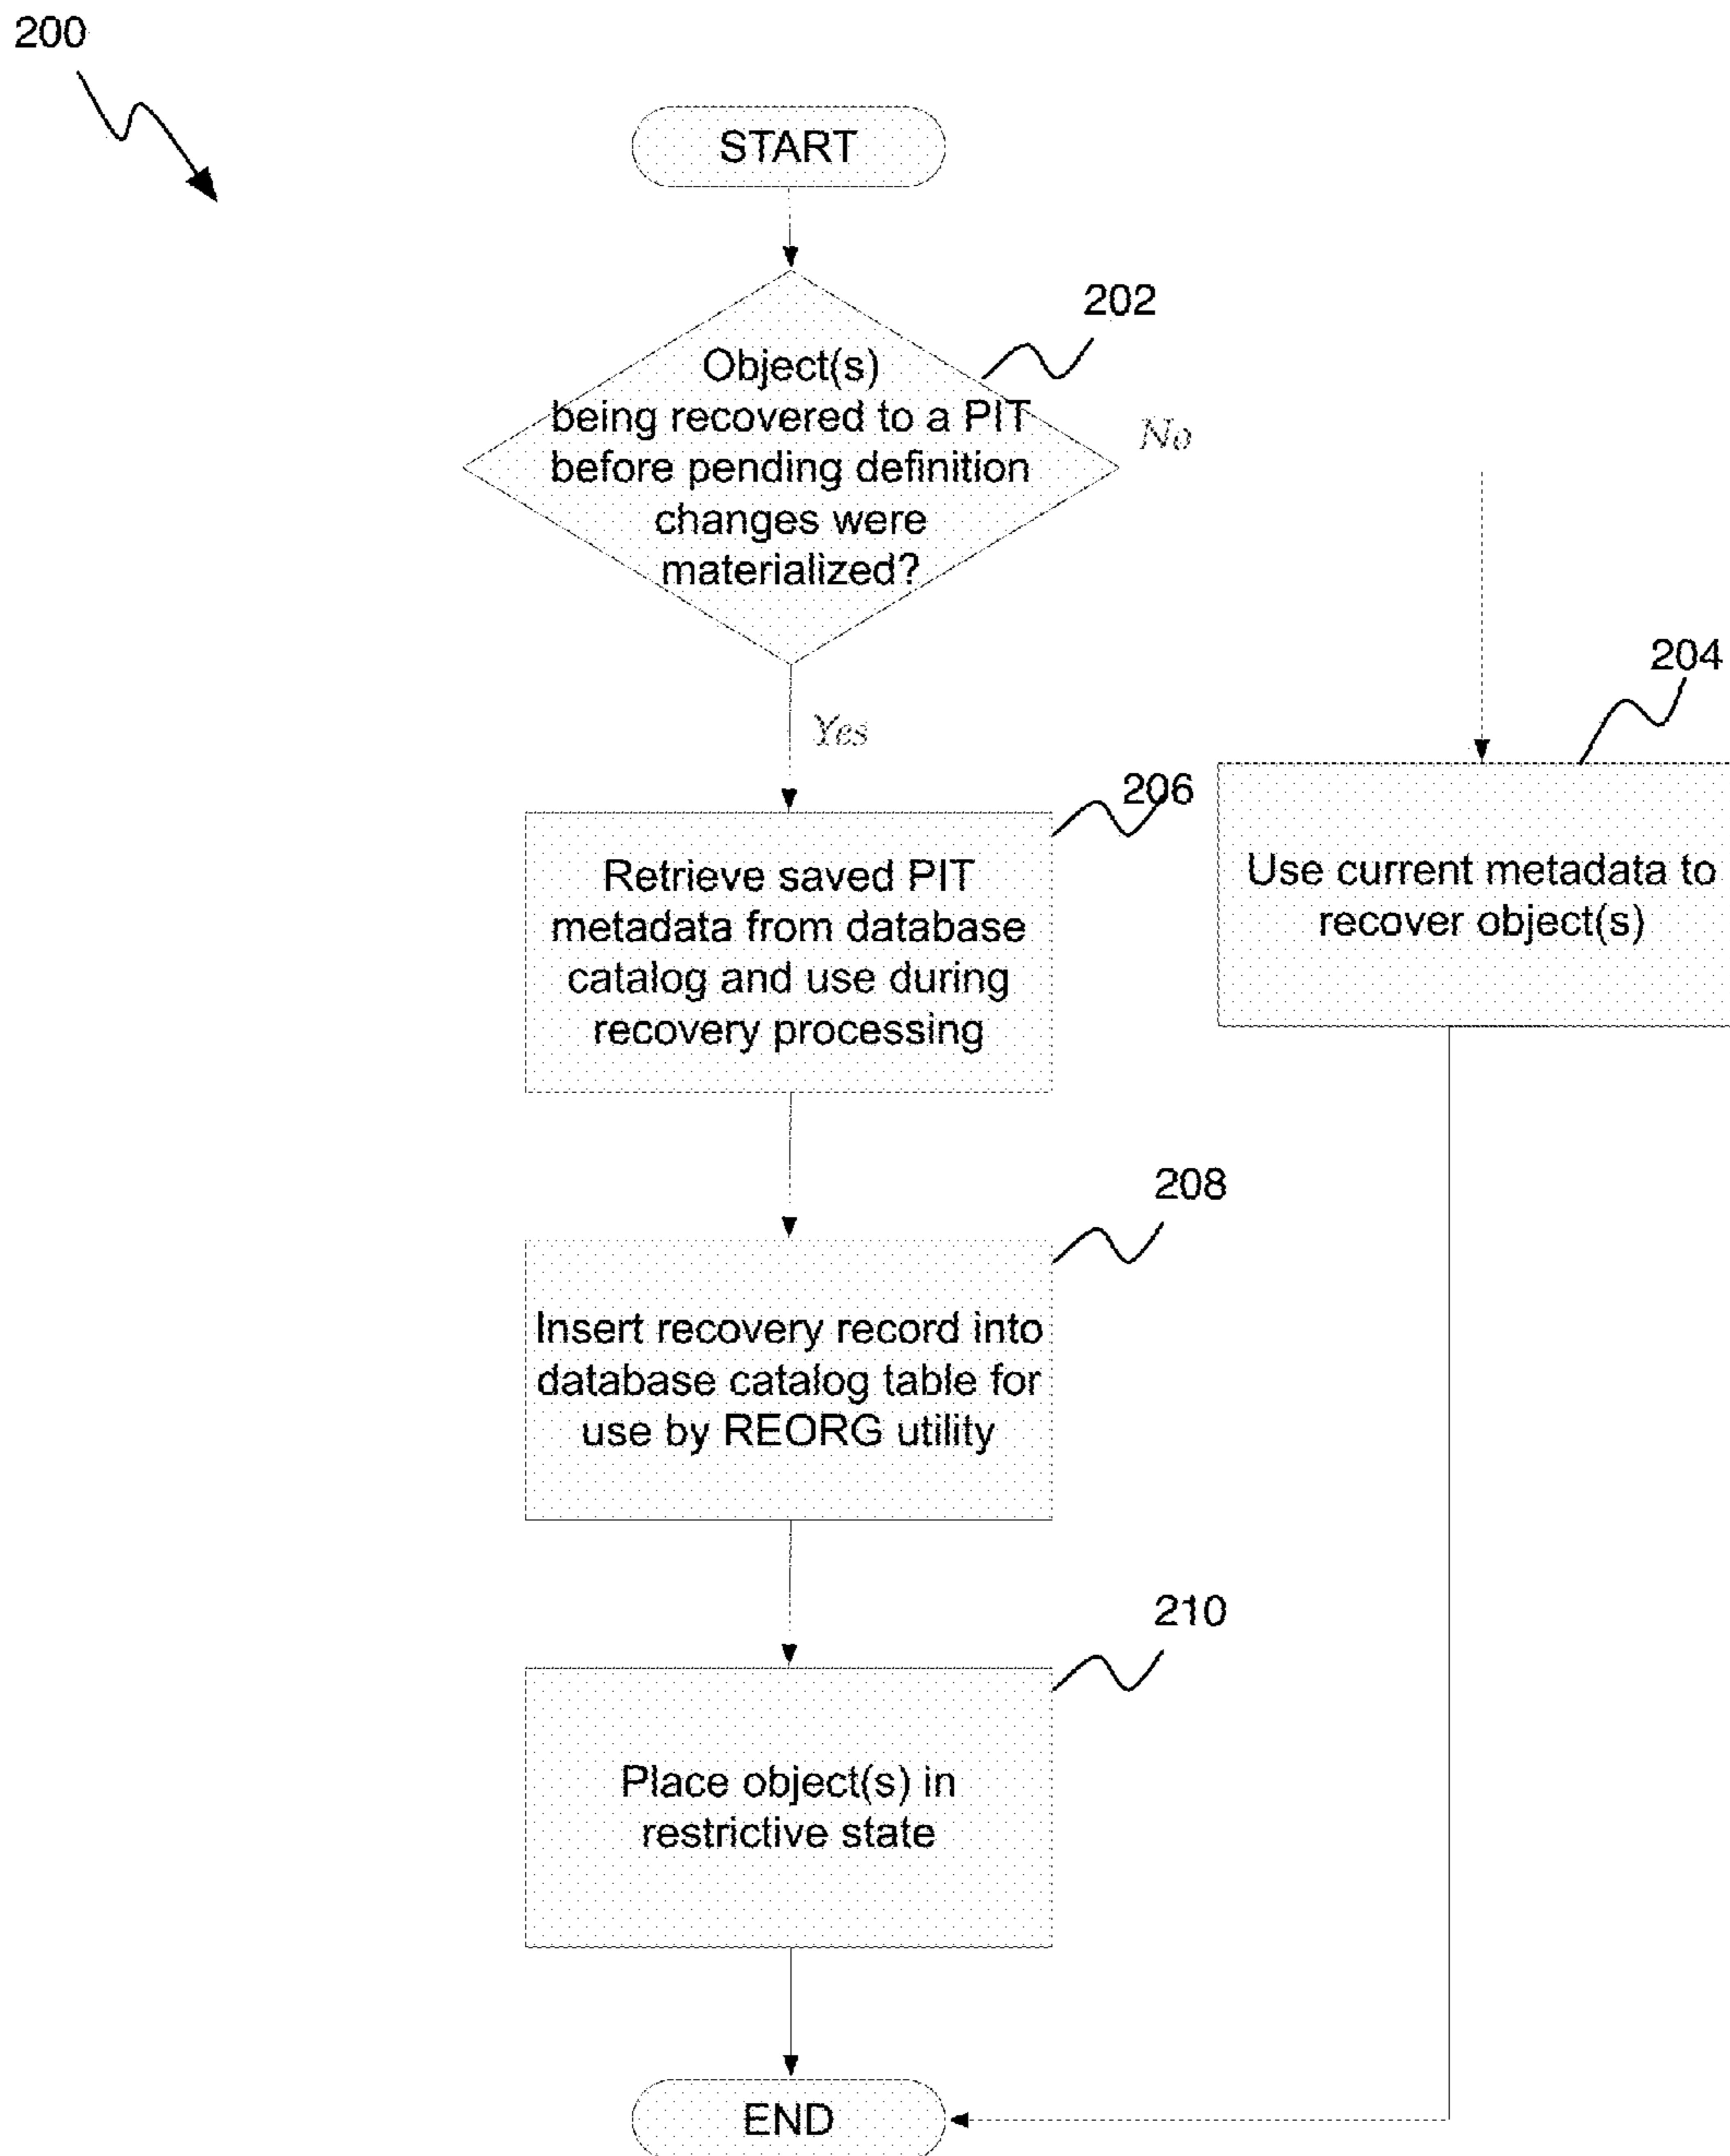 200
START
202
Object(s)
being recovered to a PIT
before pending definition
changes were
materialized?
No
Yes
204
Use current metadata to
recover object(s)
206
Retrieve saved PIT
metadata from database
catalog and use during
recovery processing
208
Insert recovery record into
database catalog table for
use by REORG utility
210
Place object(s) in
restrictive state
END